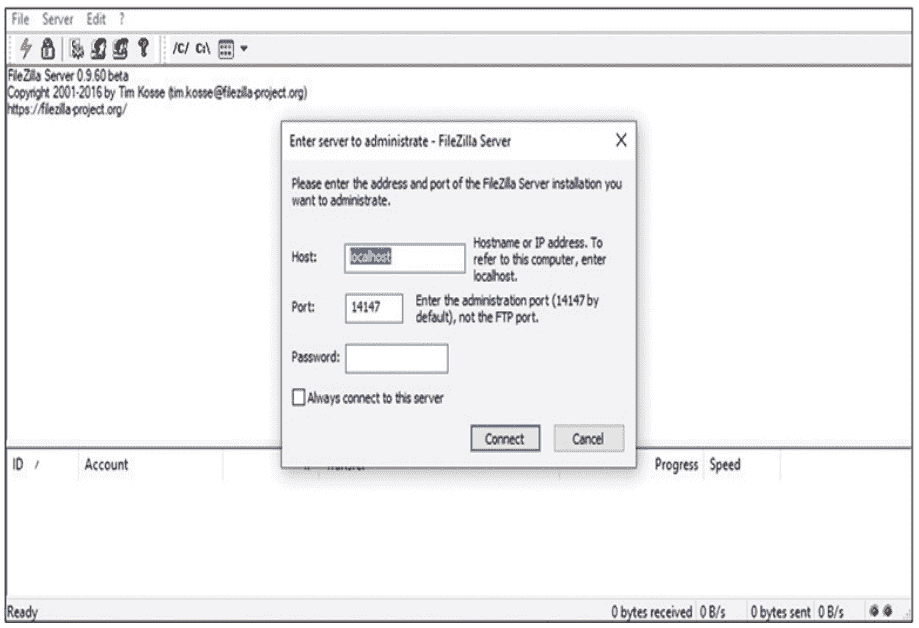 File Server Edit ?
/C/ C:\
FileZilla Server 0.9.60 beta
Copyright 2001-2016 by Tim Kosse (tim.kosse@filezilla-project.org)
https://filezilla-project.org/
Enter server to administrate - FileZilla Server X
Please enter the address and port of the FileZilla Server installation you
want to administrate.
Host: localhost
Hostname or IP address. To
refer to this computer, enter
localhost.
Port: 14147
Enter the administration port (14147 by
default), not the FTP port.
Password:
Always connect to this server
Connect Cancel
ID / Account Progress Speed
Ready 0 bytes received 0 B/s 0 bytes sent 0 B/s